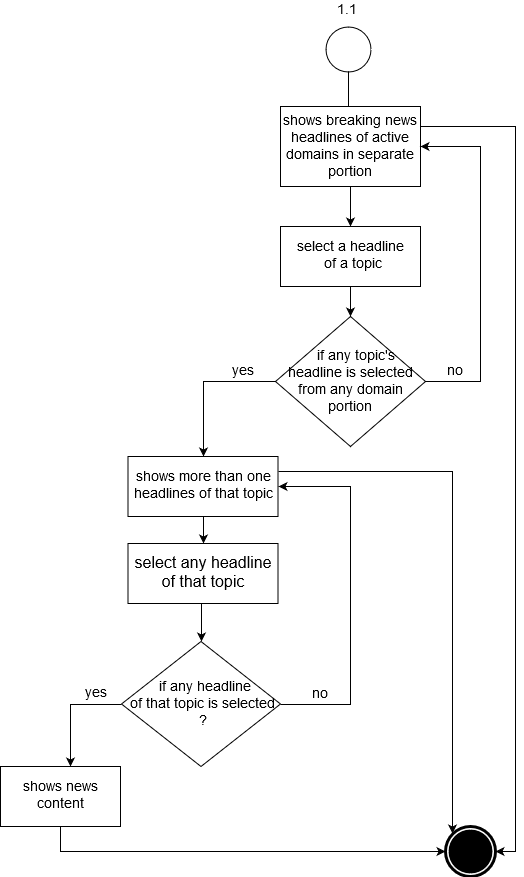 1.1
shows breaking news
headlines of active
domains in separate
portion
select a headline
of a topic
if any topic's
headline is selected
from any domain
portion
yes
no
shows more than one
headlines of that topic
select any headline
of that topic
if any headline
of that topic is selected
?
yes
no
shows news
content